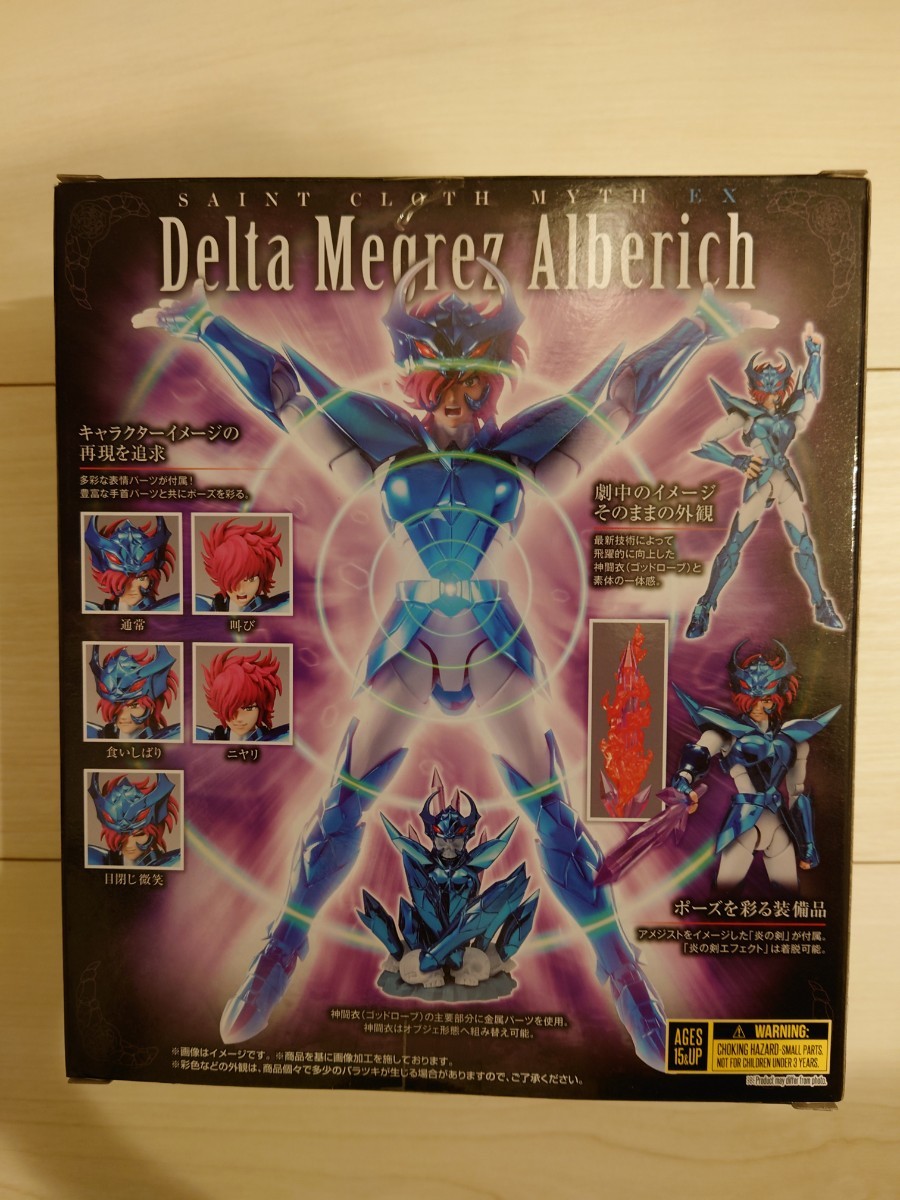 SAINT CLOTH MYTH EX
Delta Megrez Alberich
キャラクターイメージの
再現を追求
多彩な表情パーツが付属!
豊富な手首パーツと共にポーズを彩る。
通常
叫び
食いしばり
ニヤリ
目閉じ微笑
劇中のイメージ
そのままの外観
最新技術によって
飛躍的に向上した
神闘衣(ゴッドローブ)と
素体の一体感。
ポーズを彩る装備品
アメジストをイメージした「炎の剣」が付属。
「炎の剣エフェクト」は着脱可能。
神闘衣(ゴッドローブ)の主要部分に金属パーツを使用。
神闘衣はオブジェ形態へ組み替え可能。
※画像はイメージです。 ※商品を基に画像加工を施しております。
※彩色などの外観は、商品個々で多少のバラツキが生じる場合がありますので、ご了承ください。
AGES
15&UP
WARNING:
CHOKING HAZARD-SMALL PARTS.
NOT FOR CHILDREN UNDER 3 YEARS.
※Product may differ from photo.